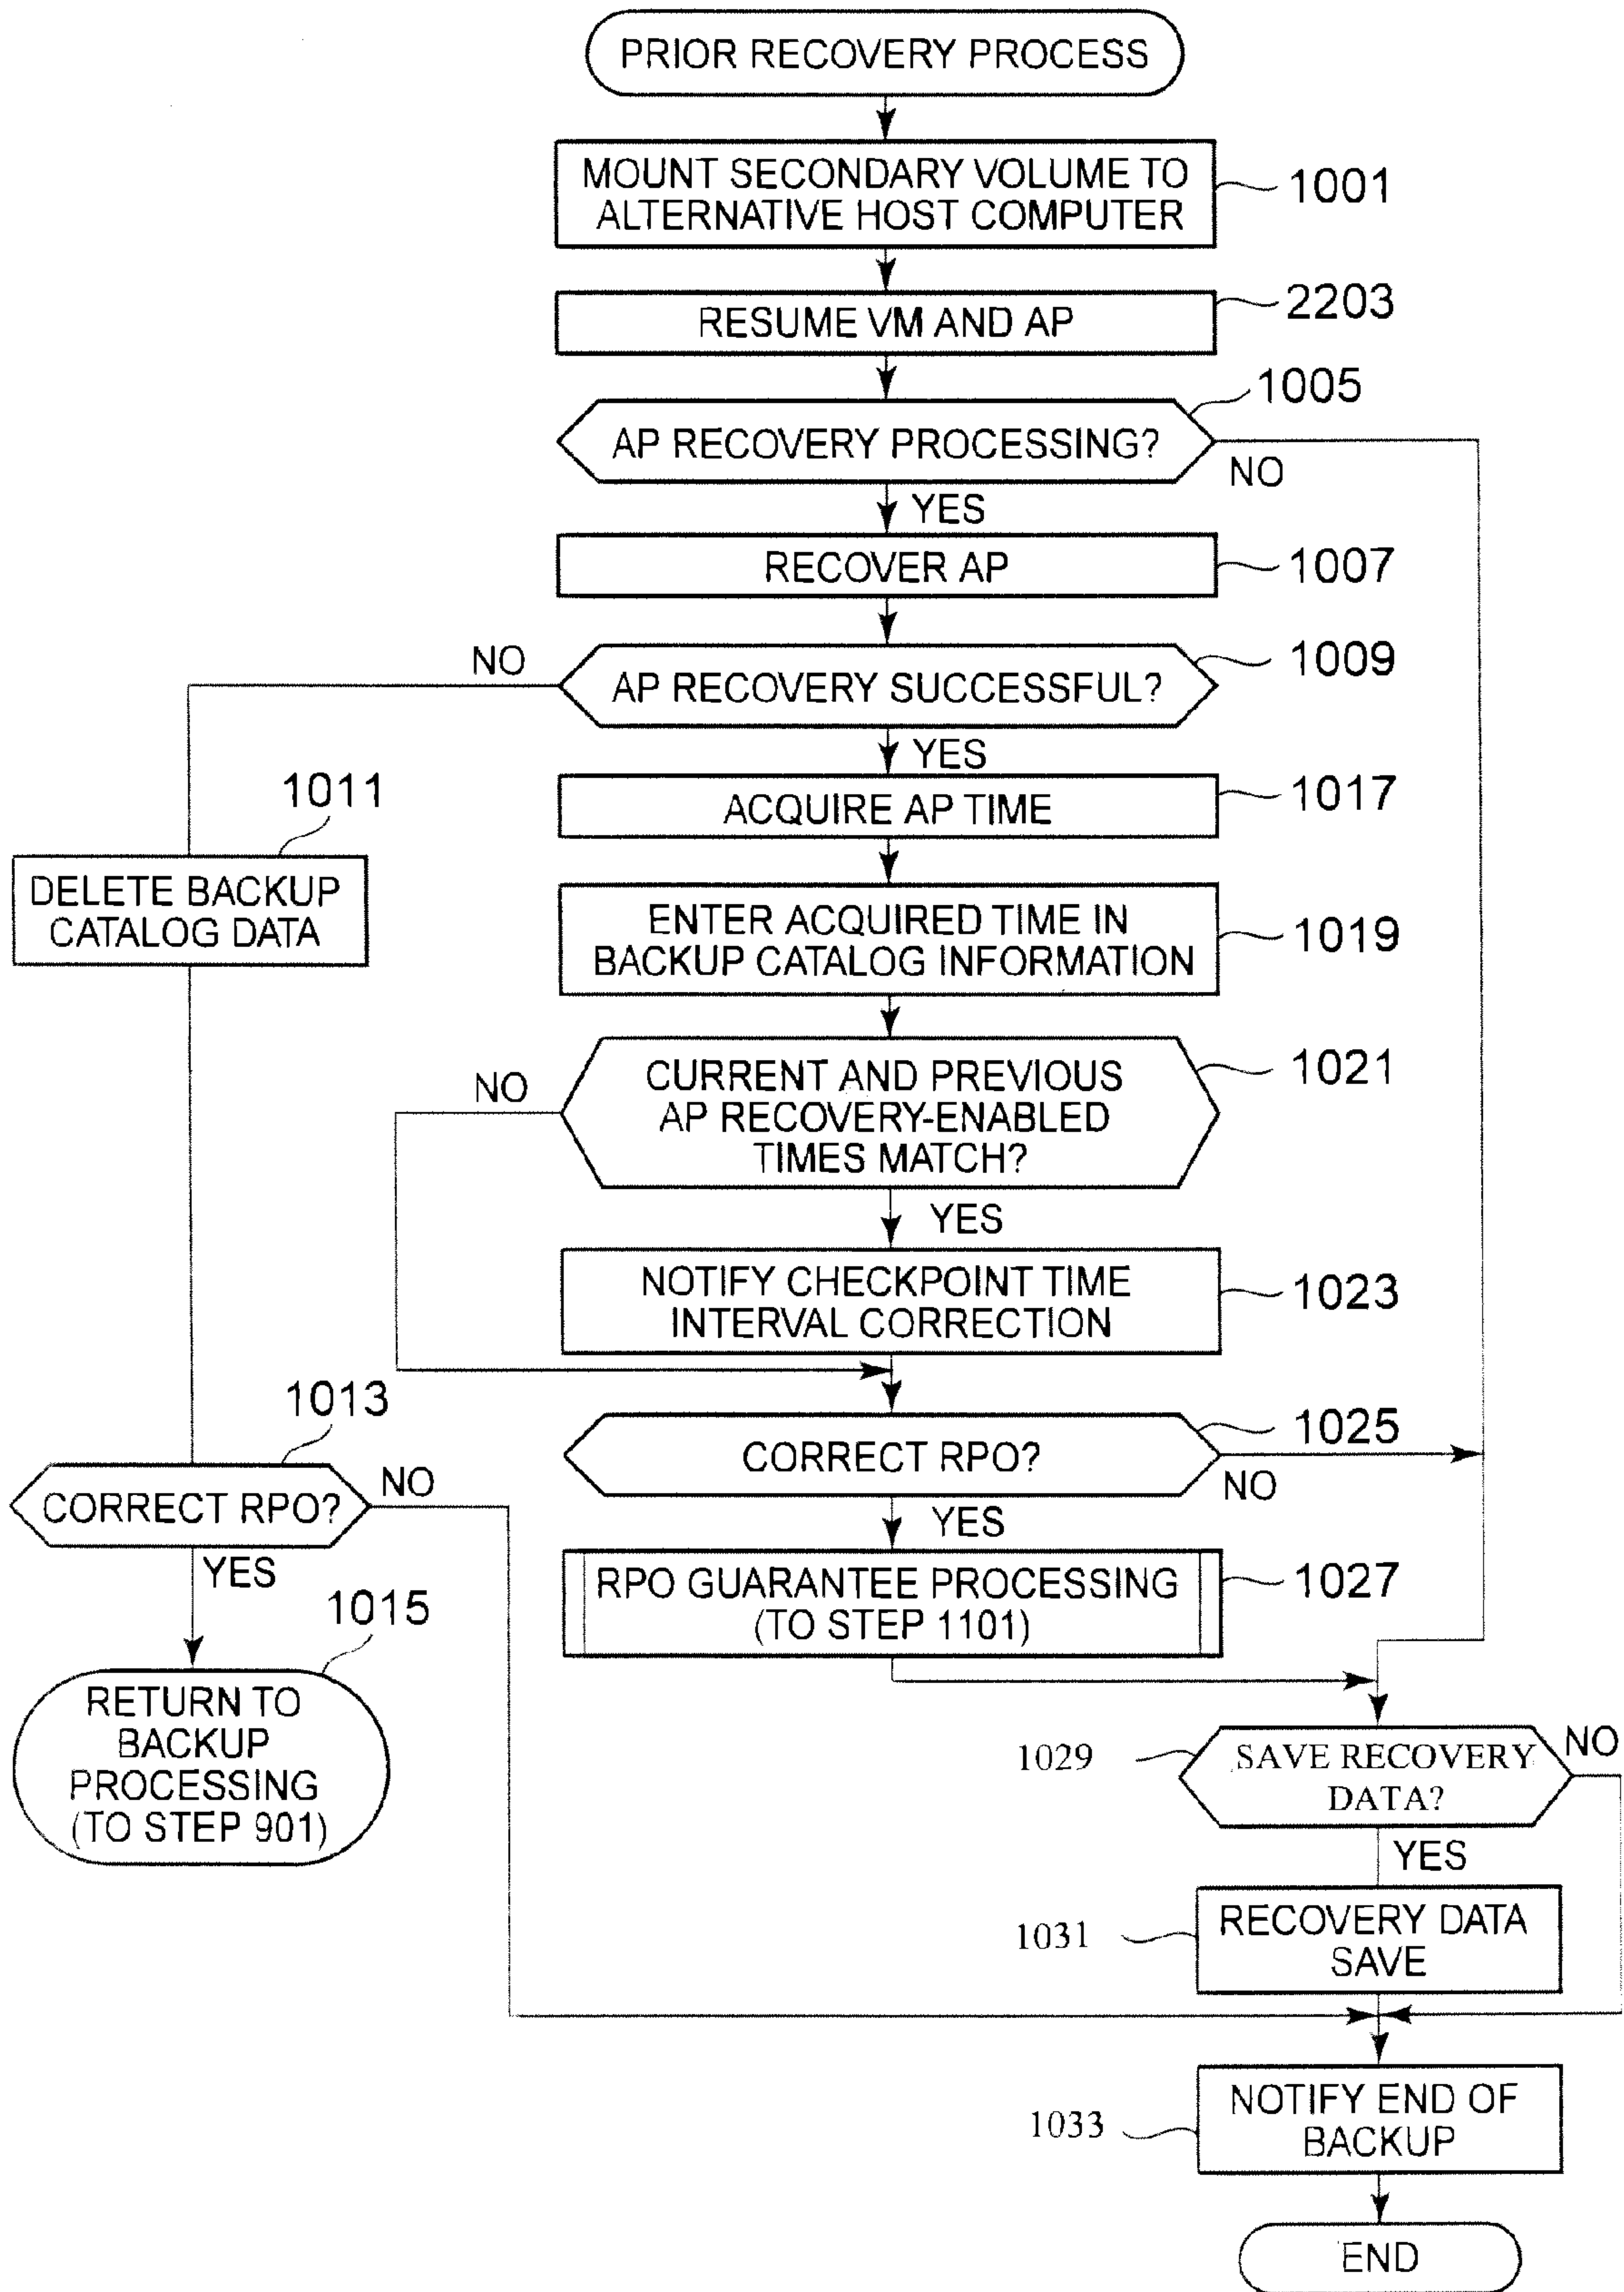 PRIOR RECOVERY PROCESS
MOUNT SECONDARY VOLUME TO
ALTERNATIVE HOST COMPUTER
1001
RESUME VM AND AP
2203
1005
AP RECOVERY PROCESSING?
NO
YES
RECOVER AP
1007
NO
AP RECOVERY SUCCESSFUL?
1009
YES
1011
ACQUIRE AP TIME
1017
DELETE BACKUP
CATALOG DATA
ENTER ACQUIRED TIME IN
BACKUP CATALOG INFORMATION
1019
NO
CURRENT AND PREVIOUS
AP RECOVERY-ENABLED
TIMES MATCH?
1021
YES
NOTIFY CHECKPOINT TIME
INTERVAL CORRECTION
1023
1013
CORRECT RPO?
1025
NO
CORRECT RPO?
NO
YES
YES
RPO GUARANTEE PROCESSING
(TO STEP 1101)
1027
1015
RETURN TO
BACKUP
PROCESSING
(TO STEP 901)
1029
SAVE RECOVERY
DATA?
NO
YES
1031
RECOVERY DATA
SAVE
1033
NOTIFY END OF
BACKUP
END